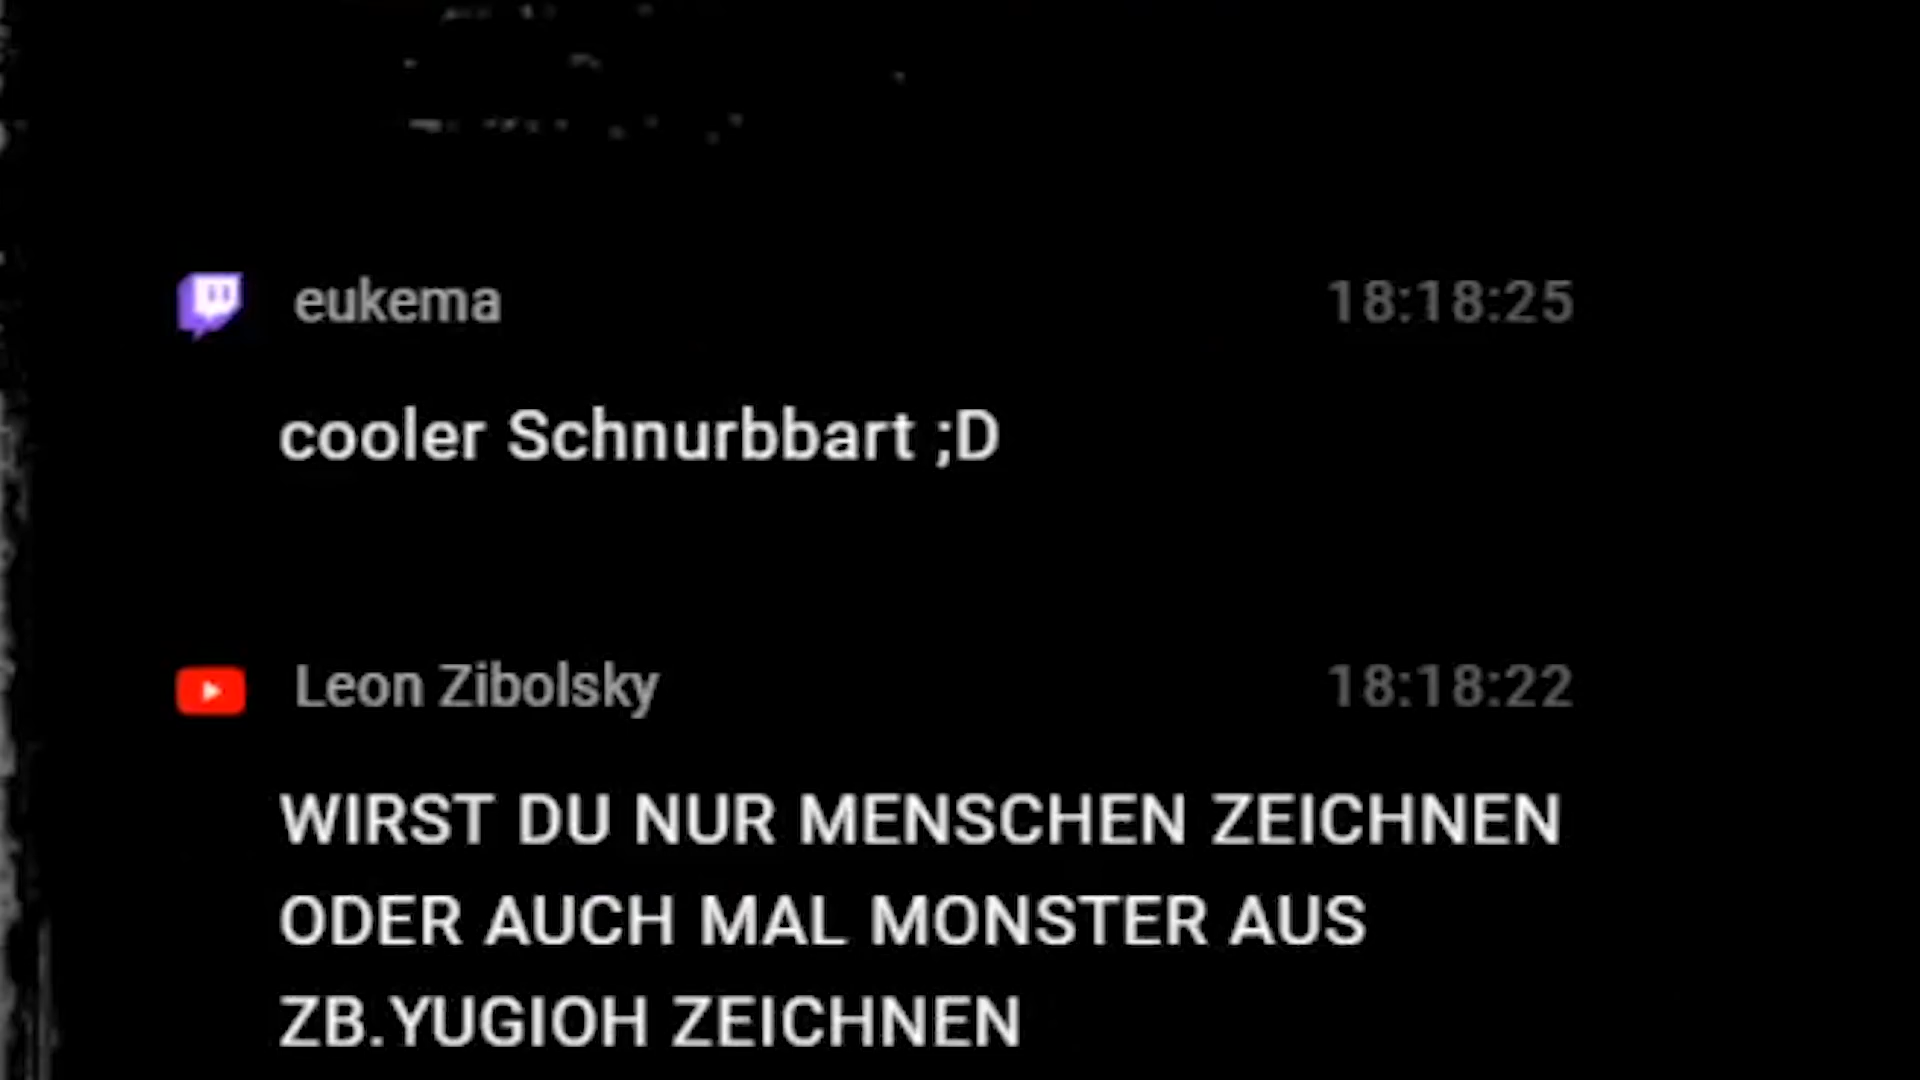 eukema 18:18:25
cooler Schnurbbart ;D
Leon Zibolsky 18:18:22
WIRST DU NUR MENSCHEN ZEICHNEN
ODER AUCH MAL MONSTER AUS
ZB.YUGIOH ZEICHNEN